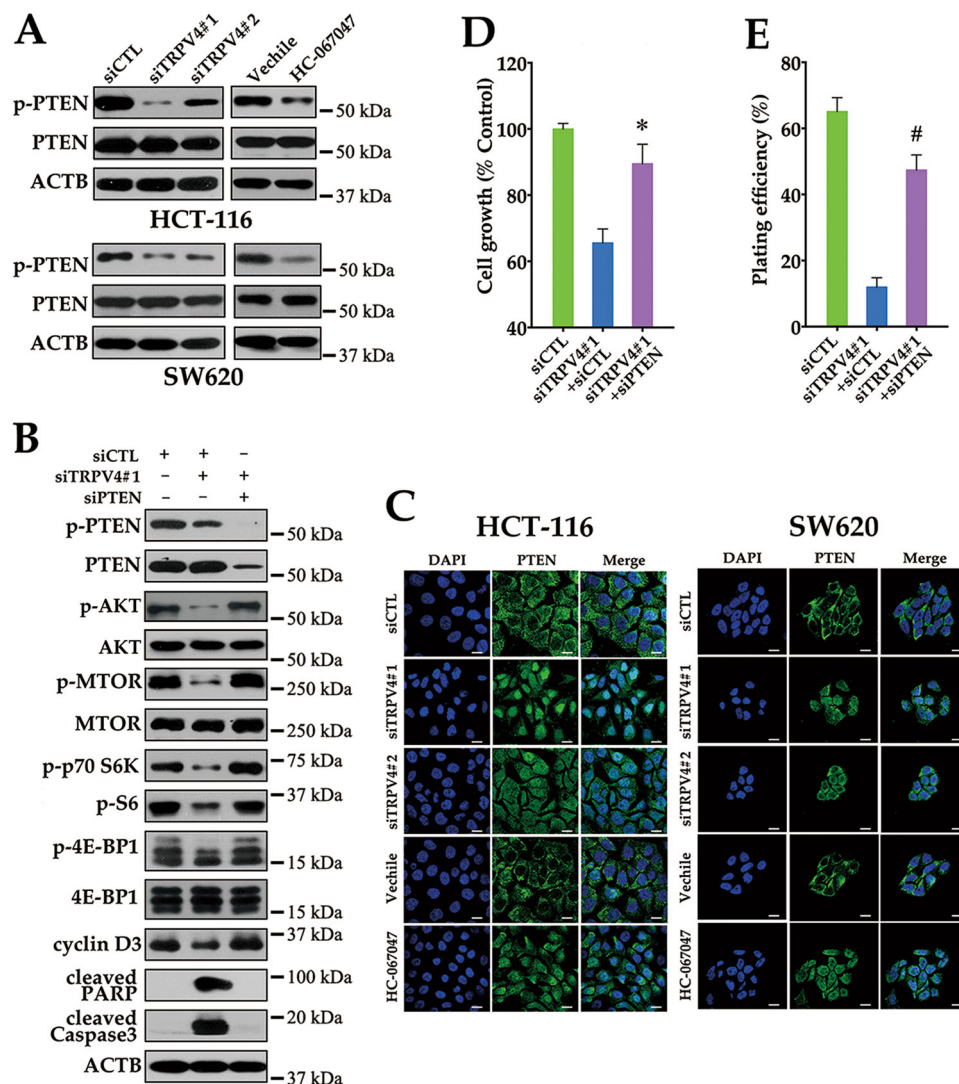 A
siCTL
siTRPV4#1
siTRPV4#2
Vechile
HC-067047
p-PTEN
50 kDa
PTEN
50 kDa
ACTB
37 kDa
HCT-116
p-PTEN
50 kDa
PTEN
50 kDa
ACTB
37 kDa
SW620
D
Cell growth (% Control)
120
100
80
60
40
*
siCTL
siTRPV4#1
+siCTL
siTRPV4#1
+siPTEN
E
Plating efficiency (%)
80
60
40
20
0
#
siCTL
siTRPV4#1
+siCTL
siTRPV4#1
+siPTEN
B
siCTL + + −
siTRPV4#1 − + +
siPTEN − − +
p-PTEN
50 kDa
PTEN
50 kDa
p-AKT
50 kDa
AKT
50 kDa
p-MTOR
250 kDa
MTOR
250 kDa
p-p70 S6K
75 kDa
p-S6
37 kDa
p-4E-BP1
15 kDa
4E-BP1
15 kDa
cyclin D3
37 kDa
cleaved
PARP
100 kDa
cleaved
Caspase3
20 kDa
ACTB
37 kDa
C
HCT-116
DAPI PTEN Merge
siCTL
siTRPV4#1
siTRPV4#2
Vechile
HC-067047
SW620
DAPI PTEN Merge
siCTL
siTRPV4#1
siTRPV4#2
Vechile
HC-067047